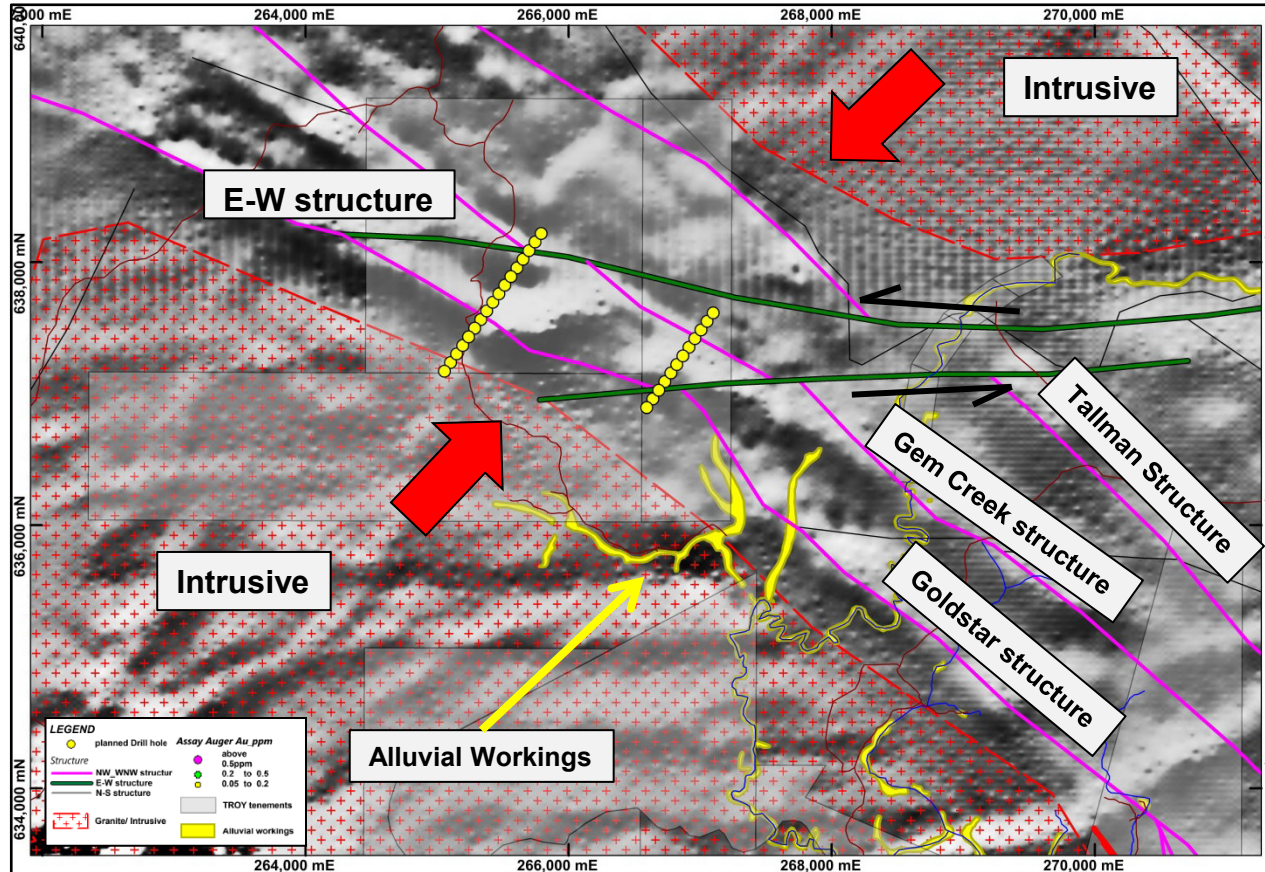 000 mE
264,000 mE
266,000 mE
268,000 mE
270,000 mE
Intrusive
E-W structure
638,000 mN
636,000 mN
634,000 mN
Tallman Structure
Gem Creek structure
Goldstar structure
Intrusive
Alluvial Workings
LEGEND
planned Drill hole
Structure
NW_WNW structur
E-W structure
N-S structure
Granite/ Intrusive
Assay Auger Au_ppm
above
0.5ppm
0.2 to 0.5
0.05 to 0.2
TROY tenements
Alluvial workings
264,000 mE
266,000 mE
268,000 mE
270,000 mE